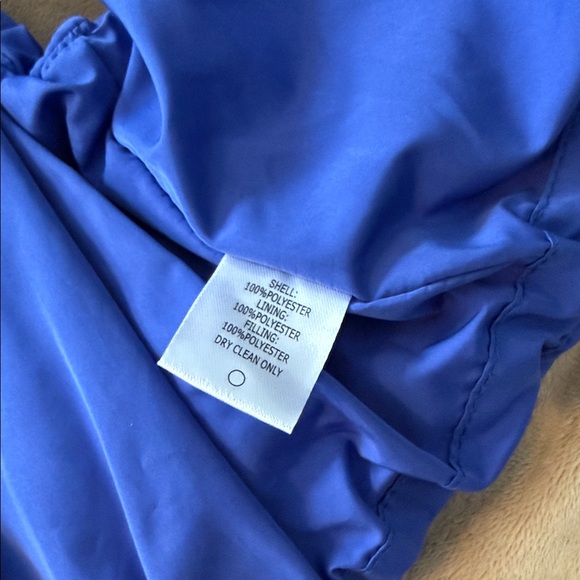 SHELL:
100%POLYESTER
LINING:
100%POLYESTER
FILLING:
100%POLYESTER
DRY CLEAN ONLY